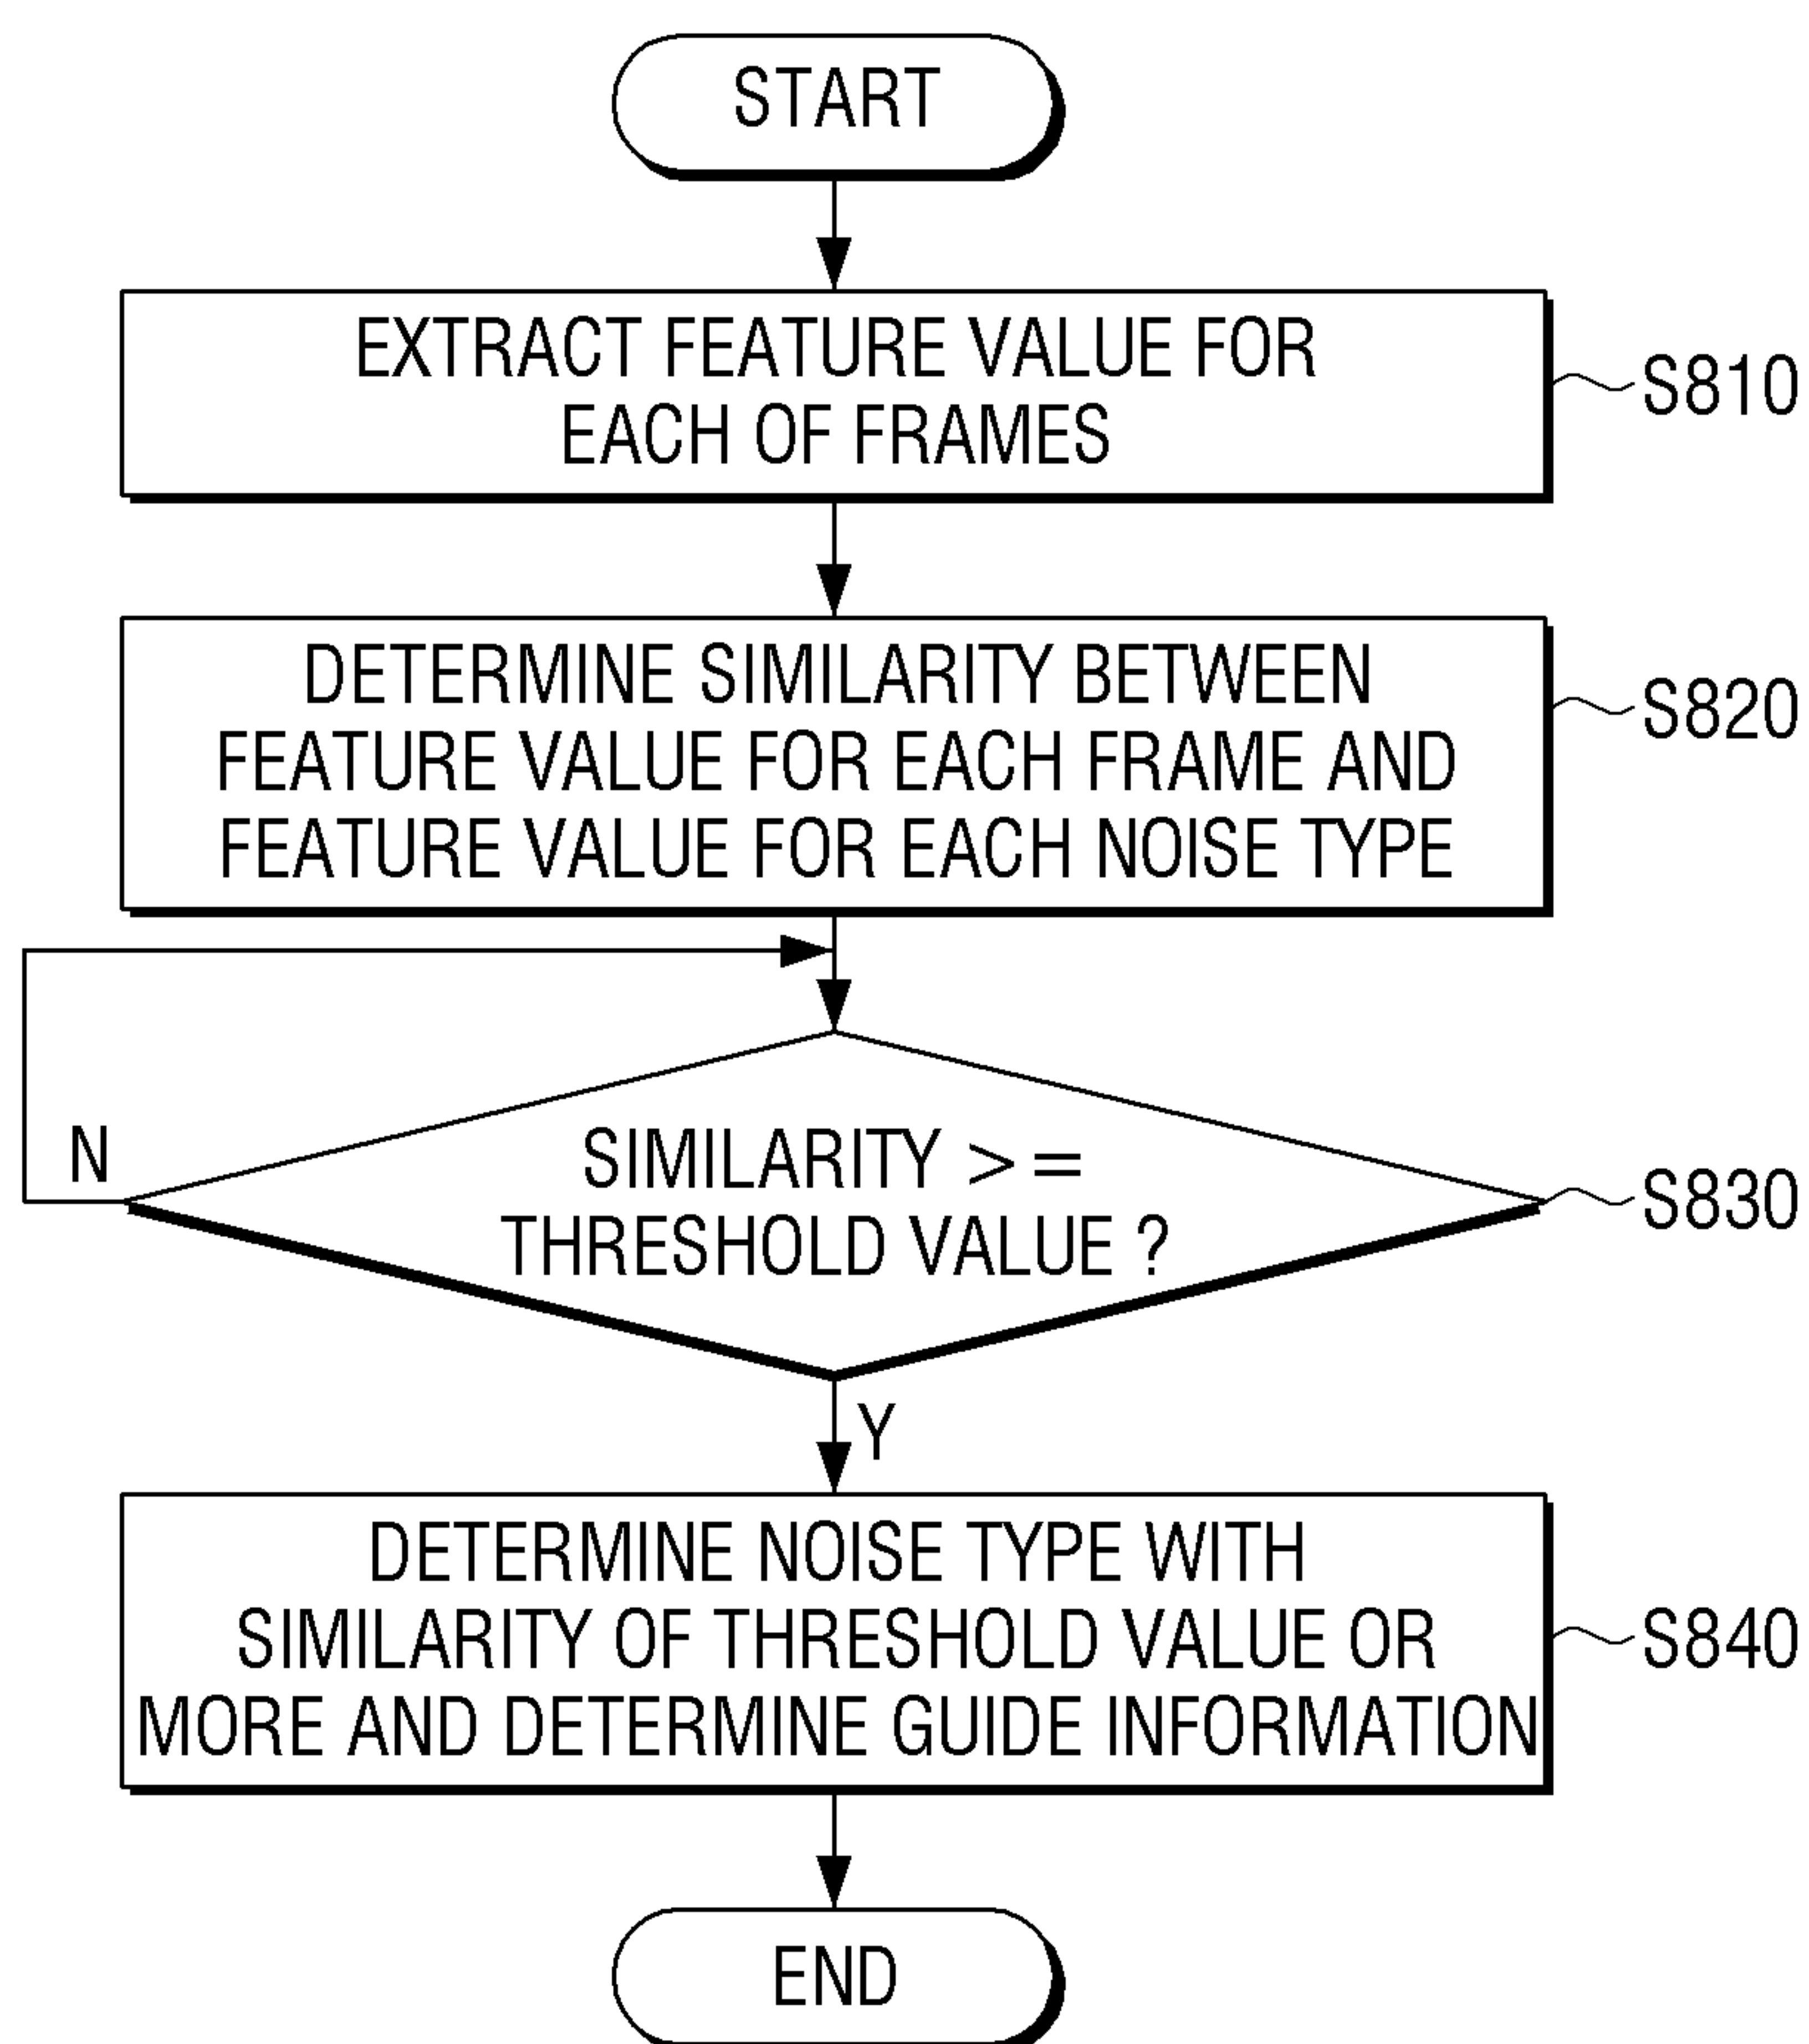 START
EXTRACT FEATURE VALUE FOR
EACH OF FRAMES
S810
DETERMINE SIMILARITY BETWEEN
FEATURE VALUE FOR EACH FRAME AND
FEATURE VALUE FOR EACH NOISE TYPE
S820
N
SIMILARITY >=
THRESHOLD VALUE ?
S830
Y
DETERMINE NOISE TYPE WITH
SIMILARITY OF THRESHOLD VALUE OR
MORE AND DETERMINE GUIDE INFORMATION
S840
END